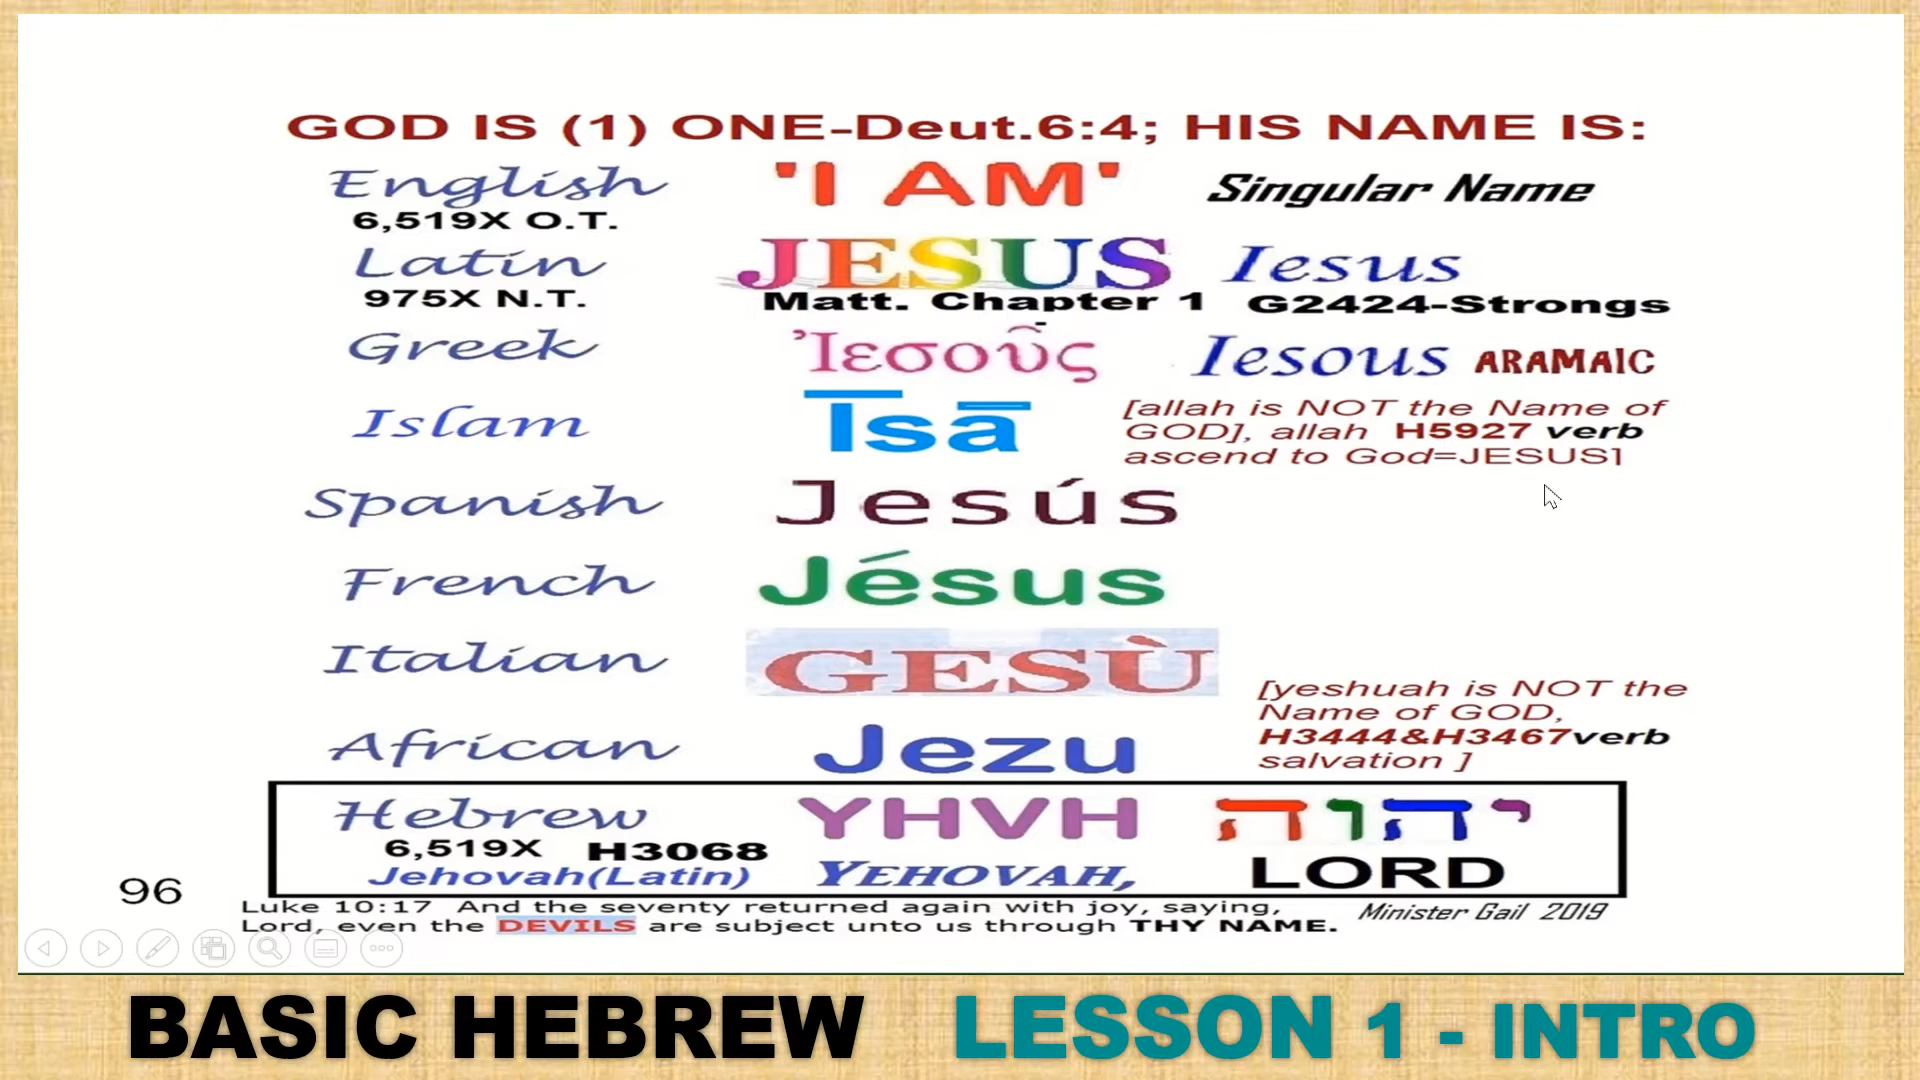 GOD IS (1) ONE-Deut.6:4; HIS NAME IS:
English 'I AM' Singular Name
6,519X O.T.
Latin JESUS Iesus
975X N.T. Matt. Chapter 1 G2424-Strongs
Greek Ἰεσοῦς Iesous ARAMAIC
Islam Īsā [allah is NOT the Name of
GOD], allah H5927 verb
ascend to God=JESUS]
Spanish Jesús
French Jésus
Italian GESÙ
[yeshuah is NOT the
Name of GOD,
African Jezu H3444&H3467verb
salvation ]
Hebrew YHVH יהוה
6,519X H3068
Jehovah(Latin) YEHOVAH, LORD
96
Luke 10:17 And the seventy returned again with joy, saying, Minister Gail 2019
Lord, even the DEVILS are subject unto us through THY NAME.
BASIC HEBREW LESSON 1 - INTRO